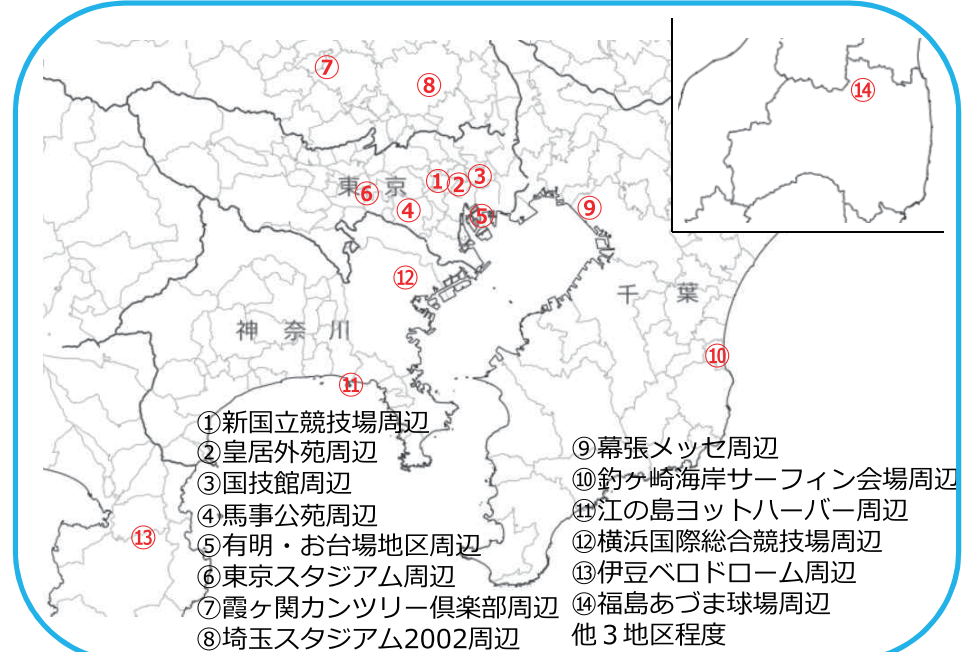 ⑦
⑧
⑭
東京
①
②
③
⑥
④
⑤
⑨
⑫
千葉
神奈川
⑩
⑪
⑬
①新国立競技場周辺
②皇居外苑周辺
③国技館周辺
④馬事公苑周辺
⑤有明・お台場地区周辺
⑥東京スタジアム周辺
⑦霞ヶ関カンツリー倶楽部周辺
⑧埼玉スタジアム2002周辺
⑨幕張メッセ周辺
⑩釣ヶ崎海岸サーフィン会場周辺
⑪江の島ヨットハーバー周辺
⑫横浜国際総合競技場周辺
⑬伊豆ベロドローム周辺
⑭福島あづま球場周辺
他３地区程度